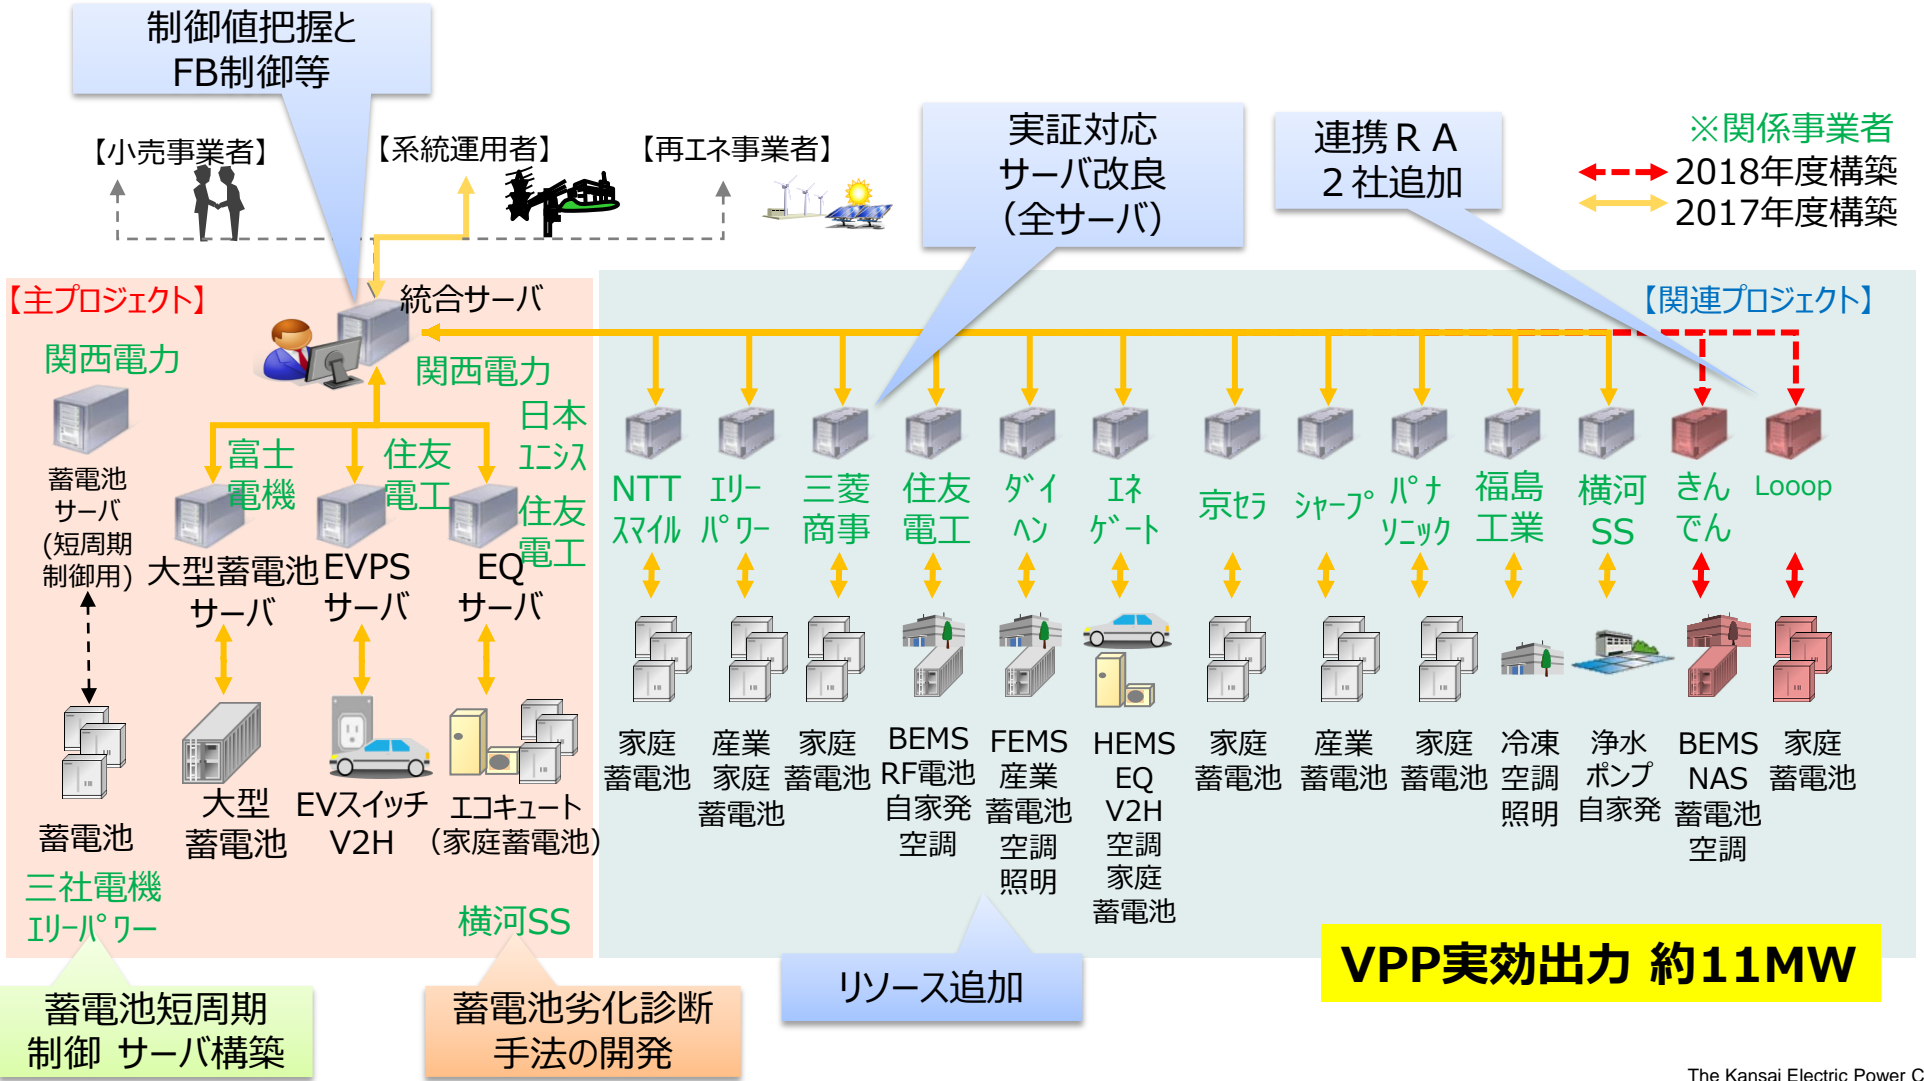 制御値把握と
FB制御等
【小売事業者】
【系統運用者】
【再エネ事業者】
実証対応
サーバ改良
（全サーバ）
連携ＲＡ
２社追加
※関係事業者
2018年度構築
2017年度構築
【主プロジェクト】
統合サーバ
関西電力
関西電力
日本
ﾕﾆｼｽ
富士
電機
住友
電工
住友
電工
蓄電池
サーバ
(短周期
制御用)
大型蓄電池
サーバ
EVPS
サーバ
EQ
サーバ
蓄電池
大型
蓄電池
EVスイッチ
V2H
エコキュート
（家庭蓄電池）
三社電機
ｴﾘｰﾊﾟﾜｰ
横河SS
蓄電池短周期
制御 サーバ構築
蓄電池劣化診断
手法の開発
【関連プロジェクト】
NTT
ｽﾏｲﾙ
ｴﾘｰ
ﾊﾟﾜｰ
三菱
商事
住友
電工
ﾀﾞｲ
ﾍﾝ
ｴﾈ
ｹﾞｰﾄ
京ｾﾗ
ｼｬｰﾌﾟ
ﾊﾟﾅ
ｿﾆｯｸ
福島
工業
横河
SS
きん
でん
Looop
家庭
蓄電池
産業
家庭
蓄電池
家庭
蓄電池
BEMS
RF電池
自家発
空調
FEMS
産業
蓄電池
空調
照明
HEMS
EQ
V2H
空調
家庭
蓄電池
家庭
蓄電池
産業
蓄電池
家庭
蓄電池
冷凍
空調
照明
浄水
ポンプ
自家発
BEMS
NAS
蓄電池
空調
家庭
蓄電池
リソース追加
VPP実効出力 約11MW
The Kansai Electric Power C